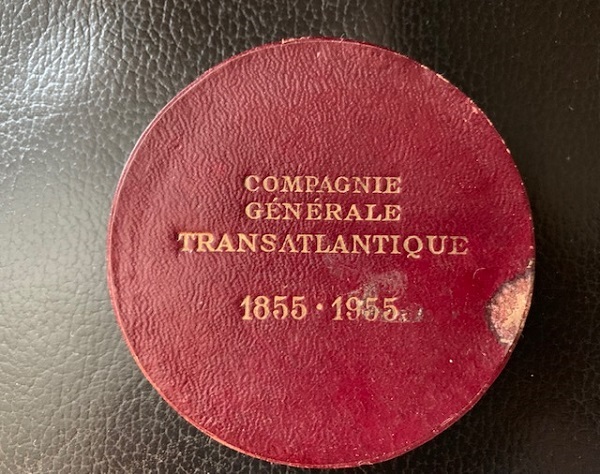 COMPAGNIE
GÉNÉRALE
TRANSATLANTIQUE
1855 • 1955